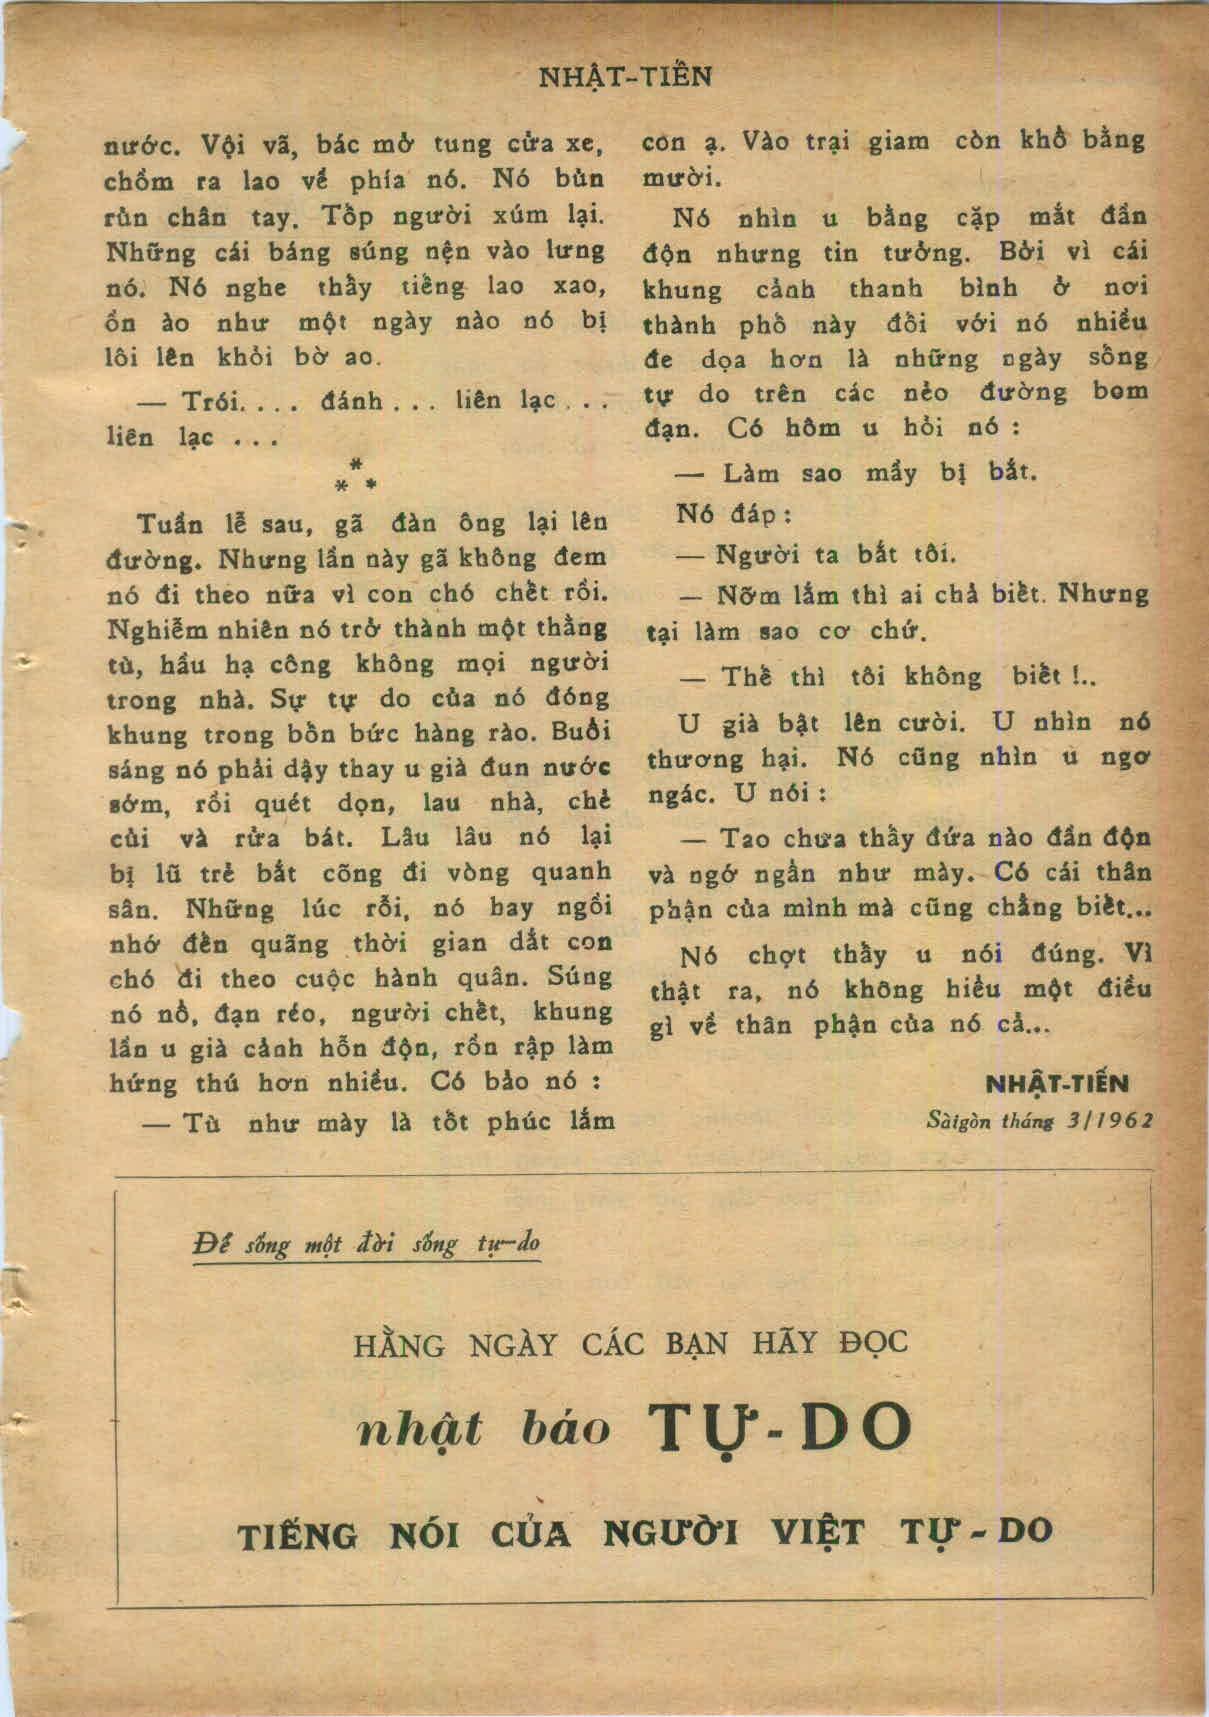 NHẬT-TIẾN
nước. Vội vã, bác mở tung cửa xe,
chồm ra lao về phía nó. Nó bủn
rủn chân tay. Tốp người xúm lại.
Những cái báng súng nện vào lưng
nó. Nó nghe thấy tiếng lao xao,
ồn ào như một ngày nào nó bị
lôi lên khỏi bờ ao.
— Trói.... đánh... liên lạc...
liên lạc ...
*
* *
Tuần lễ sau, gã đàn ông lại lên
đường. Nhưng lần này gã không đem
nó đi theo nữa vì con chó chết rồi.
Nghiễm nhiên nó trở thành một thằng
tù, hầu hạ công không mọi người
trong nhà. Sự tự do của nó đóng
khung trong bốn bức hàng rào. Buổi
sáng nó phải dậy thay u già đun nước
sớm, rồi quét dọn, lau nhà, chẻ
củi và rửa bát. Lâu lâu nó lại
bị lũ trẻ bắt cõng đi vòng quanh
sân. Những lúc rỗi, nó hay ngồi
nhớ đến quãng thời gian dắt con
chó đi theo cuộc hành quân. Súng
nó nổ, đạn réo, người chết, khung
lần u già cảnh hỗn độn, rồn rập làm
hứng thú hơn nhiều. Có bảo nó :
— Tù như mày là tốt phúc lắm
con ạ. Vào trại giam còn khổ bằng
mười.
Nó nhìn u bằng cặp mắt đần
độn nhưng tin tưởng. Bởi vì cái
khung cảnh thanh bình ở nơi
thành phố này đối với nó nhiều
đe dọa hơn là những ngày sống
tự do trên các nẻo đường bom
đạn. Có hôm u hỏi nó :
— Làm sao mầy bị bắt.
Nó đáp :
— Người ta bắt tôi.
— Nỡm lắm thì ai chả biết. Nhưng
tại làm sao cơ chứ.
— Thế thì tôi không biết !..
U già bật lên cười. U nhìn nó
thương hại. Nó cũng nhìn u ngơ
ngác. U nói :
— Tao chưa thấy đứa nào đần độn
và ngớ ngẩn như mày. Có cái thân
phận của mình mà cũng chẳng biết...
Nó chợt thấy u nói đúng. Vì
thật ra, nó không hiểu một điều
gì về thân phận của nó cả...
NHẬT-TIẾN
Sàigòn tháng 3/1962
Để sống một đời sống tự-do
HẰNG NGÀY CÁC BẠN HÃY ĐỌC
nhật báo TỰ-DO
TIẾNG NÓI CỦA NGƯỜI VIỆT TỰ-DO